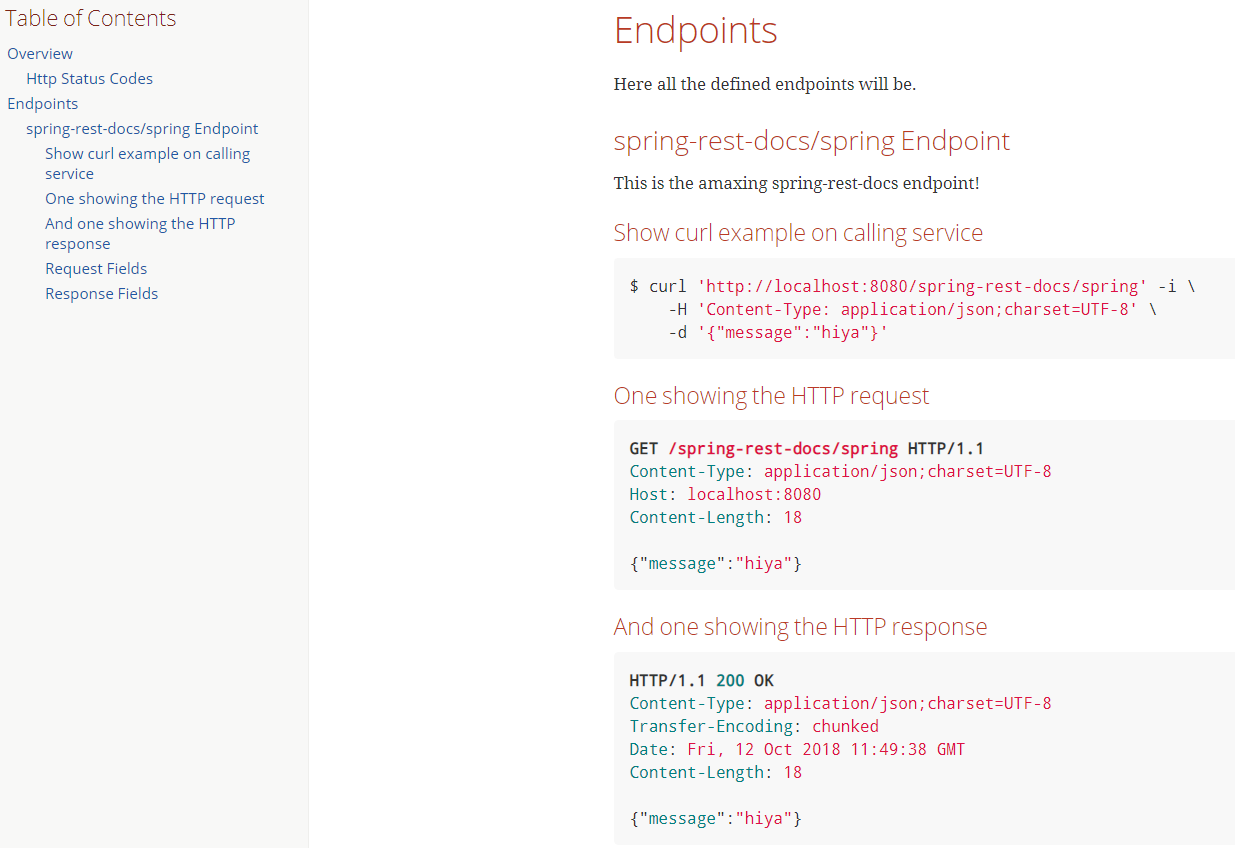 Table of Contents
Overview
Http Status Codes
Endpoints
spring-rest-docs/spring Endpoint
Show curl example on calling
service
One showing the HTTP request
And one showing the HTTP
response
Request Fields
Response Fields
Endpoints
Here all the defined endpoints will be.
spring-rest-docs/spring Endpoint
This is the amaxing spring-rest-docs endpoint!
Show curl example on calling service
$ curl 'http://localhost:8080/spring-rest-docs/spring' -i \
-H 'Content-Type: application/json;charset=UTF-8' \
-d '{"message":"hiya"}'
One showing the HTTP request
GET /spring-rest-docs/spring HTTP/1.1
Content-Type: application/json;charset=UTF-8
Host: localhost:8080
Content-Length: 18
{"message":"hiya"}
And one showing the HTTP response
HTTP/1.1 200 OK
Content-Type: application/json;charset=UTF-8
Transfer-Encoding: chunked
Date: Fri, 12 Oct 2018 11:49:38 GMT
Content-Length: 18
{"message":"hiya"}